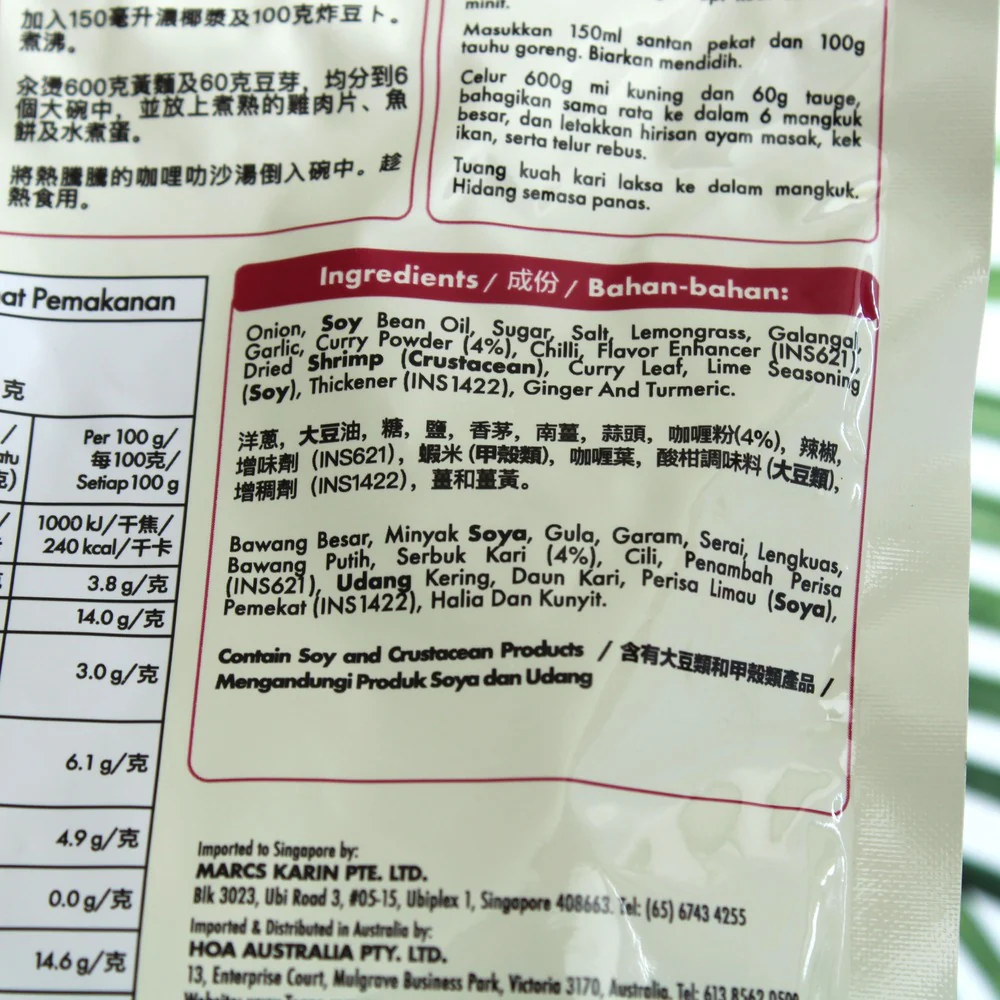 加入150毫升濃椰漿及100克炸豆卜。
煮沸。
汆燙600克黃麵及60克豆芽，均分到6
個大碗中，並放上煮熟的雞肉片、魚
餅及水煮蛋。
將熱騰騰的咖哩叻沙湯倒入碗中。趁
熱食用。
minit.
Masukkan 150ml santan pekat dan 100g
tauhu goreng. Biarkan mendidih.
Celur 600g mi kuning dan 60g tauge,
bahagikan sama rata ke dalam 6 mangkuk
besar, dan letakkan hirisan ayam masak, kek
ikan, serta telur rebus.
Tuang kuah kari laksa ke dalam mangkuk.
Hidang semasa panas.
at Pemakanan
克
Per 100 g/
每100克/
Setiap 100 g
1000 kJ/千焦/
240 kcal/千卡
3.8 g/克
14.0 g/克
3.0 g/克
6.1 g/克
4.9 g/克
0.0 g/克
14.6 g/克
Ingredients / 成份 / Bahan-bahan:
Onion, Soy Bean Oil, Sugar, Salt, Lemongrass, Galangal,
Garlic, Curry Powder (4%), Chilli, Flavor Enhancer (INS621),
Dried Shrimp (Crustacean), Curry Leaf, Lime Seasoning
(Soy), Thickener (INS1422), Ginger And Turmeric.
洋蔥，大豆油，糖，鹽，香茅，南薑，蒜頭，咖喱粉(4%)，辣椒，
增味劑 (INS621)，蝦米 (甲殼類)，咖喱葉，酸柑調味料 (大豆類)，
增稠劑 (INS1422)，薑和薑黃。
Bawang Besar, Minyak Soya, Gula, Garam, Serai, Lengkuas,
Bawang Putih, Serbuk Kari (4%), Cili, Penambah Perisa
(INS621), Udang Kering, Daun Kari, Perisa Limau (Soya),
Pemekat (INS1422), Halia Dan Kunyit.
Contain Soy and Crustacean Products / 含有大豆類和甲殼類產品 /
Mengandungi Produk Soya dan Udang
Imported to Singapore by:
MARCS KARIN PTE. LTD.
Blk 3023, Ubi Road 3, #05-15, Ubiplex 1, Singapore 408663. Tel: (65) 6743 4255
Imported & Distributed in Australia by:
HOA AUSTRALIA PTY. LTD.
13, Enterprise Court, Mulgrave Business Park, Victoria 3170, Australia. Tel: 613 8562